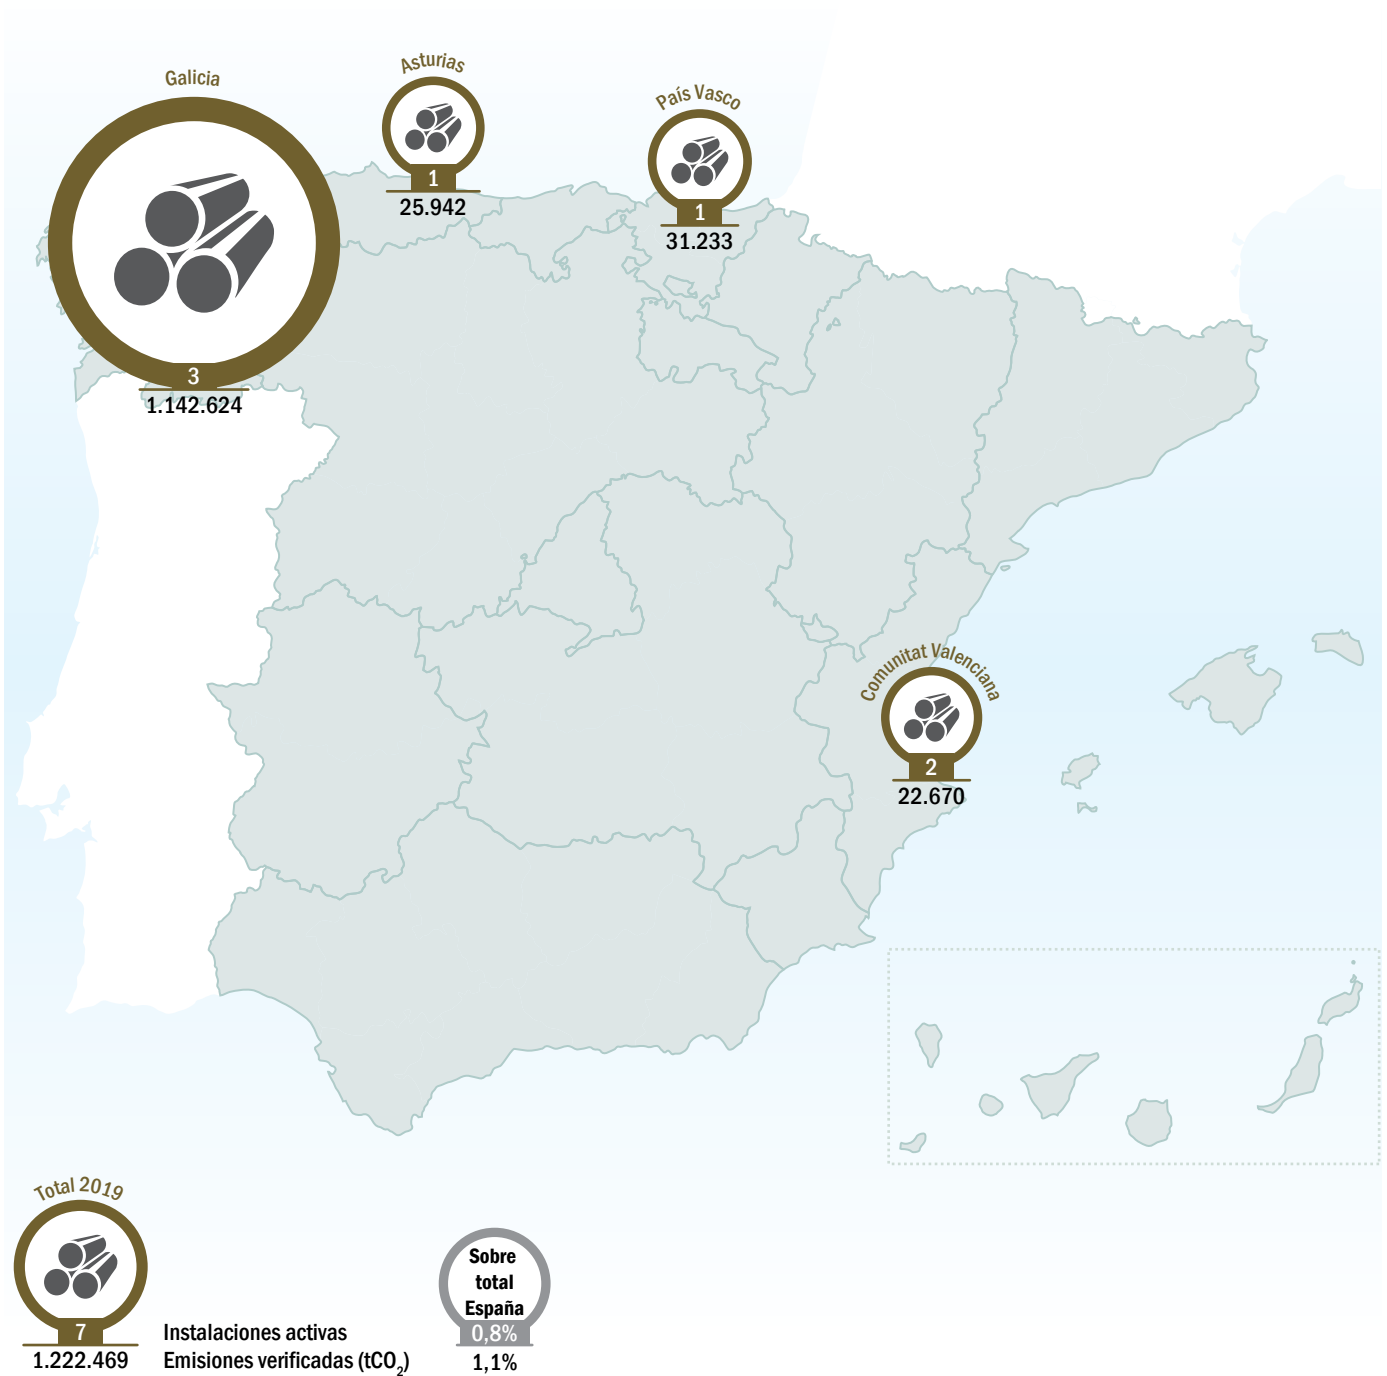 Galicia
3
1.142.624
Asturias
1
25.942
País Vasco
1
31.233
Comunitat Valenciana
2
22.670
Total 2019
7
1.222.469
Instalaciones activas
Emisiones verificadas (tCO₂)
Sobre
total
España
0,8%
1,1%